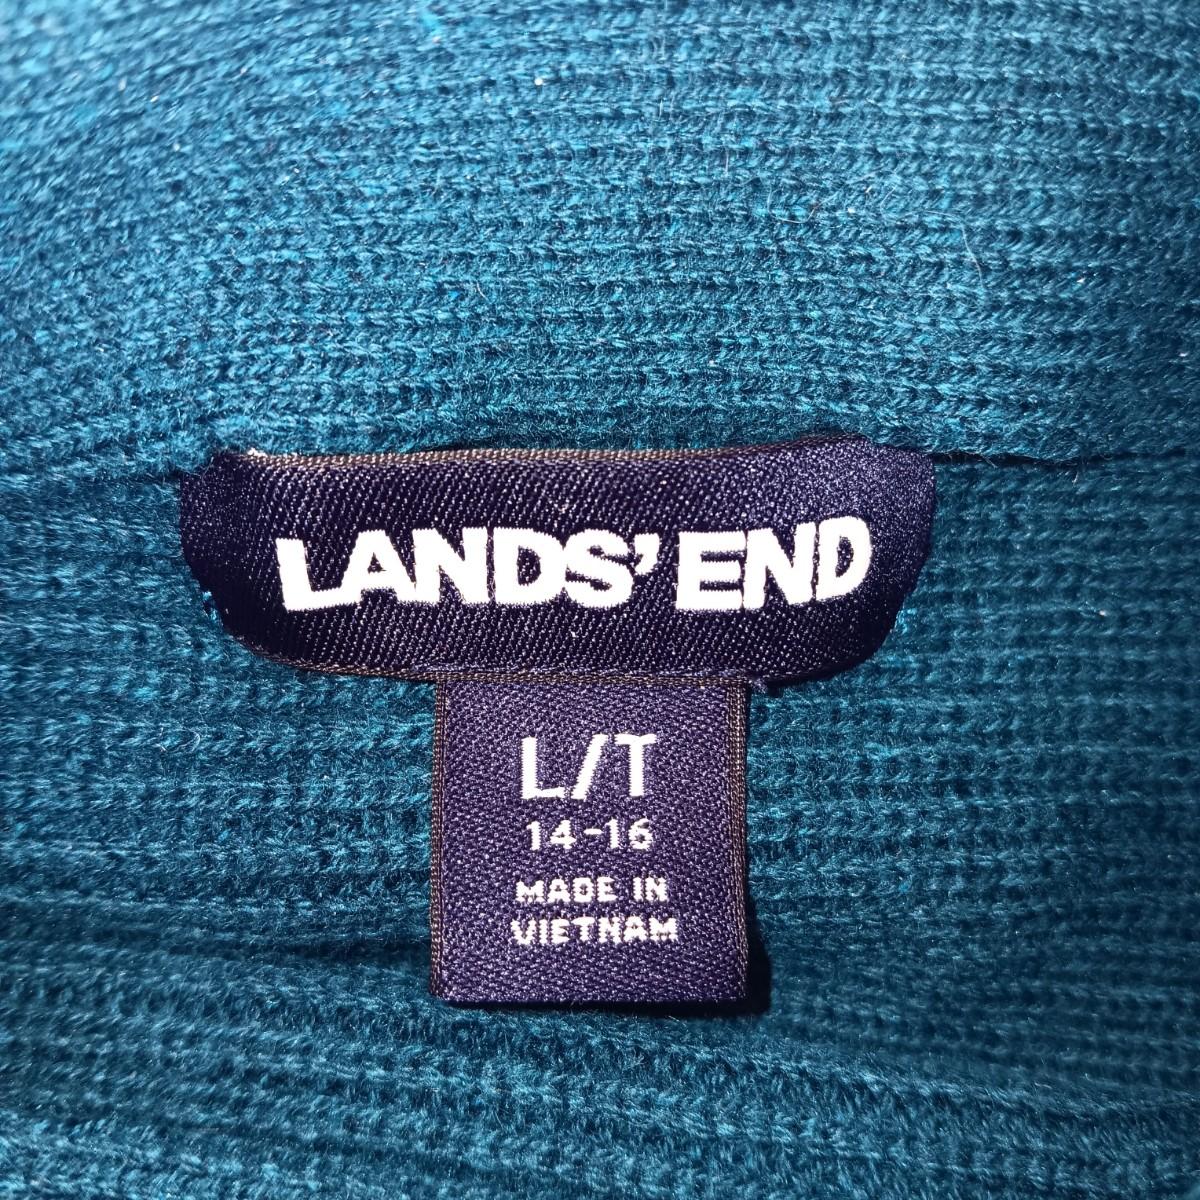 LANDS' END
L/T
14-16
MADE IN
VIETNAM